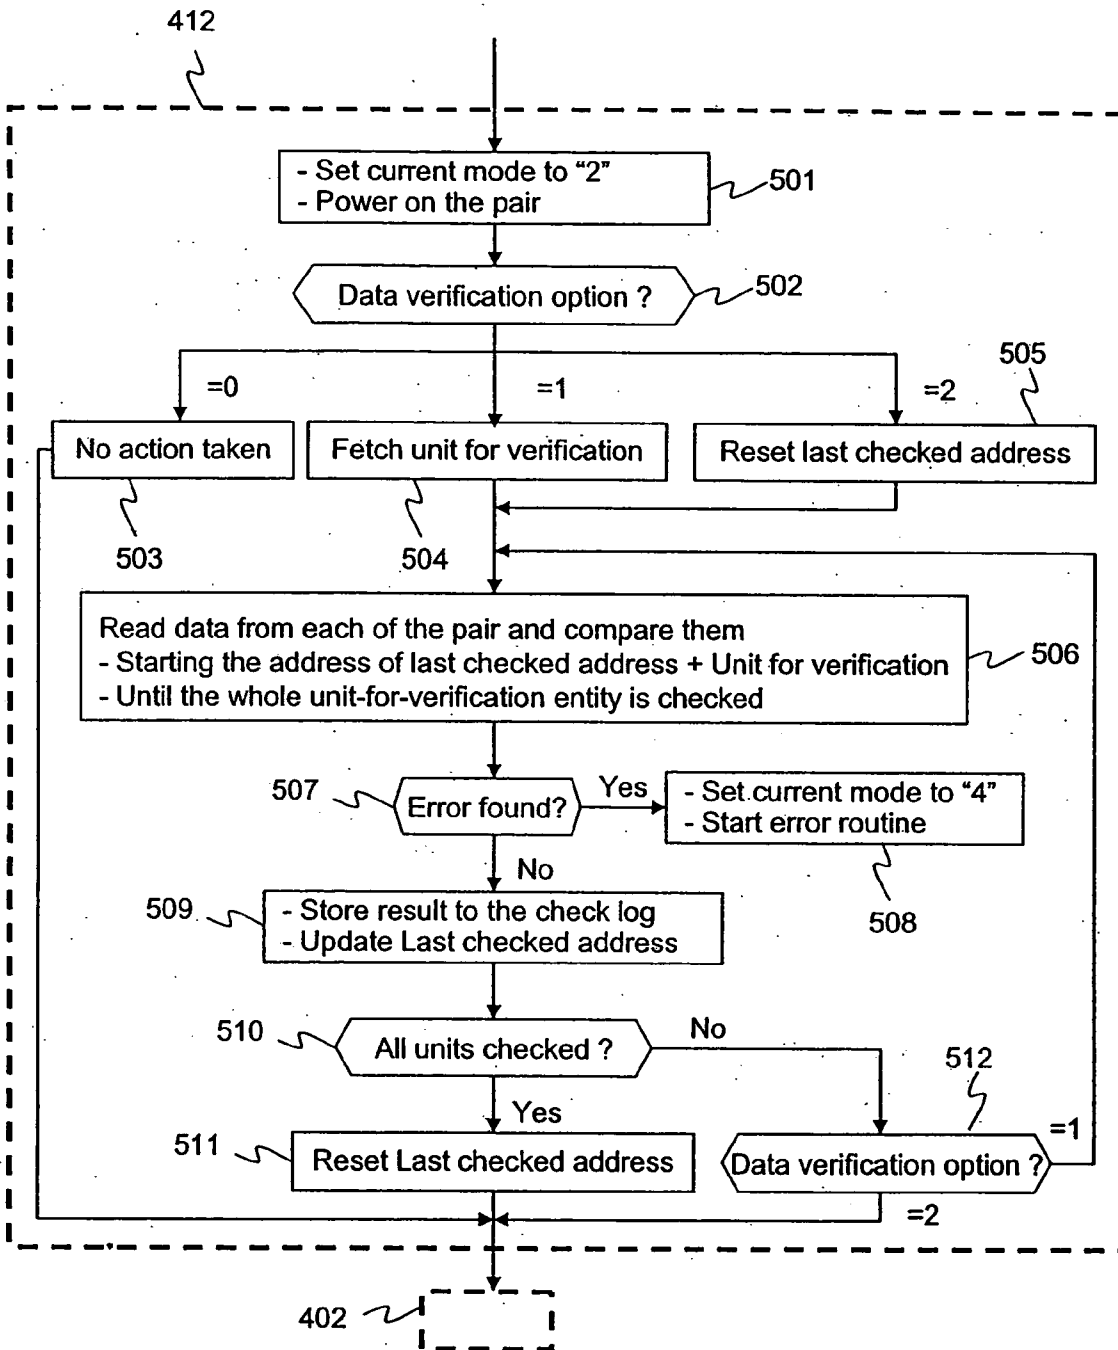 412
- Set current mode to "2"
- Power on the pair
501
Data verification option ?
502
=0
=1
=2
505
No action taken
Fetch unit for verification
Reset last checked address
503
504
Read data from each of the pair and compare them
- Starting the address of last checked address + Unit for verification
- Until the whole unit-for-verification entity is checked
506
507
Error found?
Yes
- Set current mode to "4"
- Start error routine
No
508
509
- Store result to the check log
- Update Last checked address
510
All units checked ?
No
512
Yes
=1
511
Reset Last checked address
Data verification option ?
=2
402